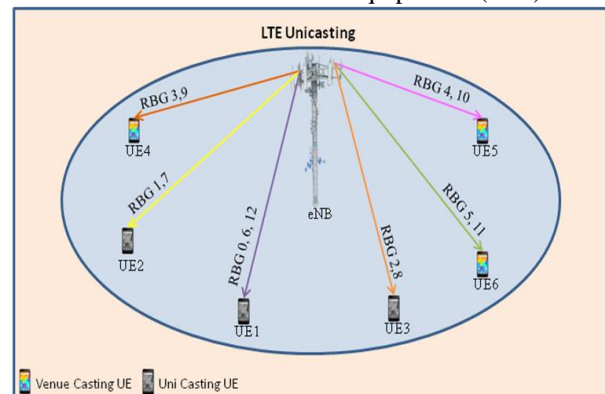 LTE Unicasting
RBG 3,9
RBG 4, 10
UE4
UE5
RBG 1,7
RBG 0, 6, 12
RBG 2,8
RBG 5, 11
eNB
UE2
UE6
UE1
UE3
Venue Casting UE
Uni Casting UE